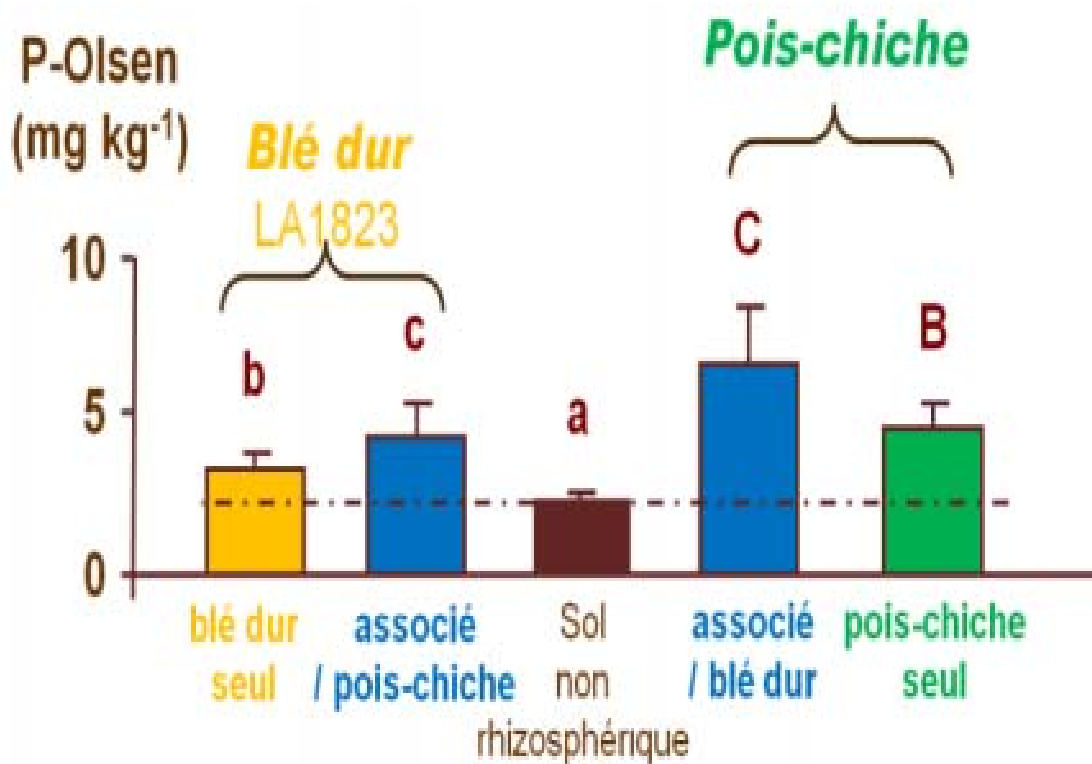 P-Olsen
(mg kg-1)
Blé dur
LA1823
Pois-chiche
10
5
0
b
c
a
C
B
blé dur
seul
associé
/ pois-chiche
Sol
non
rhizosphérique
associé
/ blé dur
pois-chiche
seul